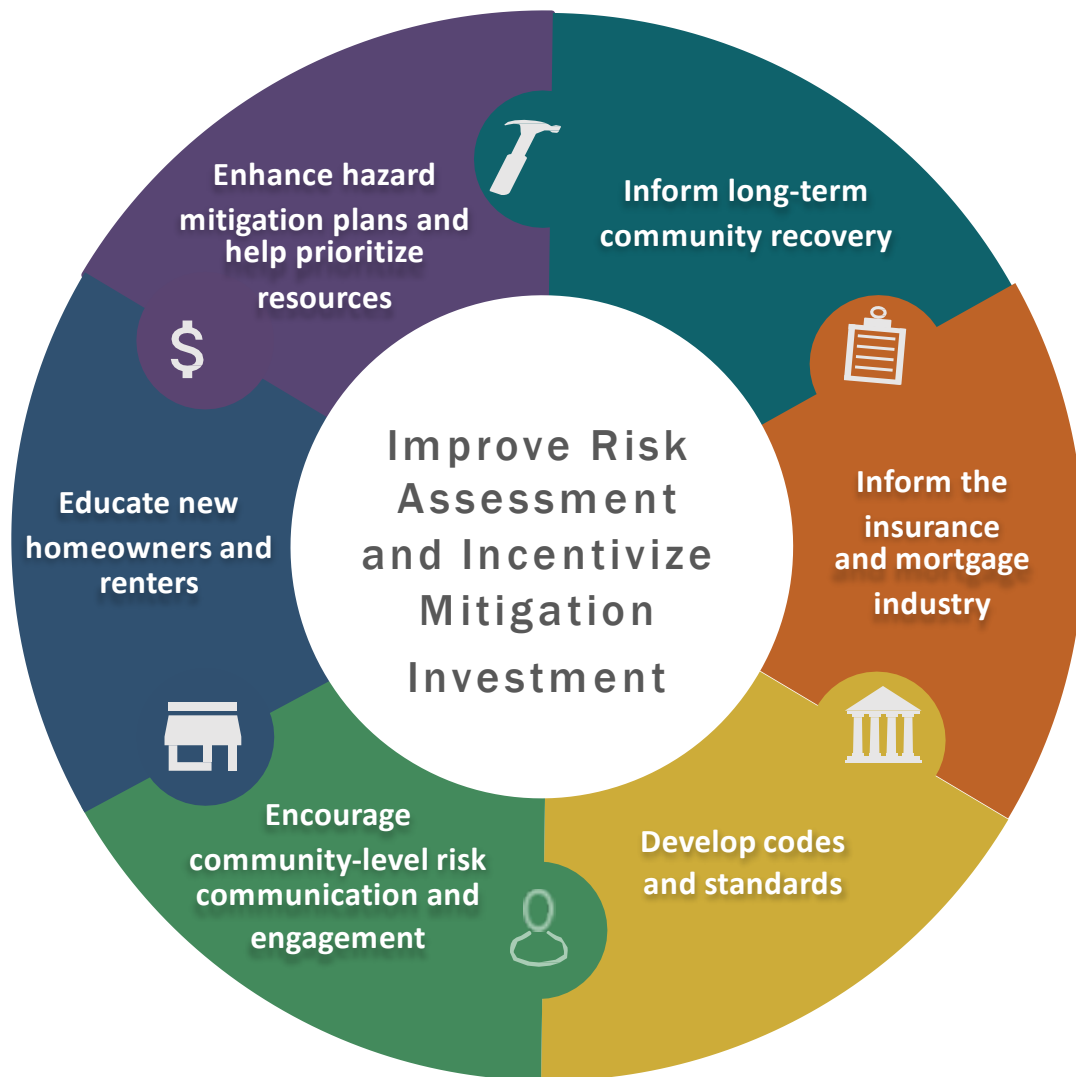 Enhance hazard
mitigation plans and
help prioritize
resources
Inform long-term
community recovery
Inform the
insurance
and mortgage
industry
Develop codes
and standards
Encourage
community-level risk
communication and
engagement
Educate new
homeowners and
renters
$
Improve Risk
Assessment
and Incentivize
Mitigation
Investment